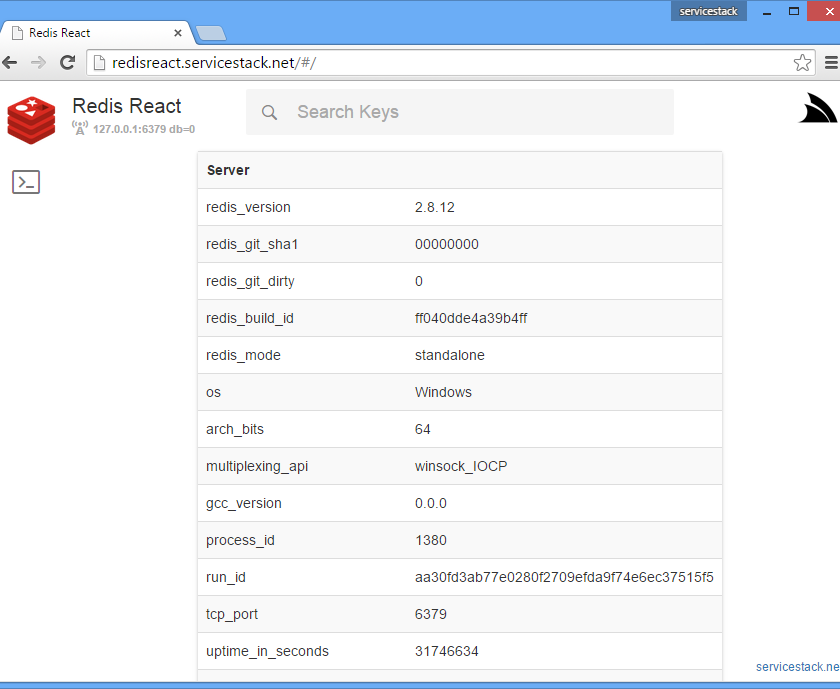 servicestack
Redis React
redisreact.servicestack.net/#/
Redis React
127.0.0.1:6379 db=0
Search Keys
Server
redis_version 2.8.12
redis_git_sha1 00000000
redis_git_dirty 0
redis_build_id ff040dde4a39b4ff
redis_mode standalone
os Windows
arch_bits 64
multiplexing_api winsock_IOCP
gcc_version 0.0.0
process_id 1380
run_id aa30fd3ab77e0280f2709efda9f74e6ec37515f5
tcp_port 6379
uptime_in_seconds 31746634
servicestack.ne